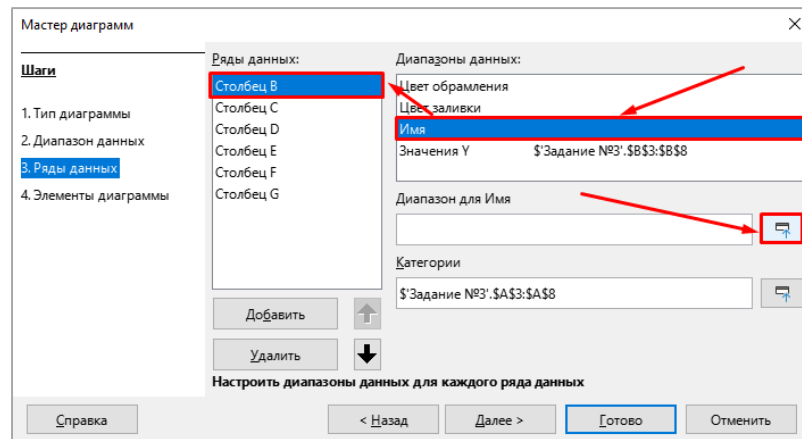 Мастер диаграмм
Шаги
1. Тип диаграммы
2. Диапазон данных
3. Ряды данных
4. Элементы диаграммы
Ряды данных:
Столбец B
Столбец C
Столбец D
Столбец E
Столбец F
Столбец G
Добавить
Удалить
Диапазоны данных:
Цвет обрамления
Цвет заливки
Имя
Значения Y $'Задание №3'.$B$3:$B$8
Диапазон для Имя
Категории
$'Задание №3'.$A$3:$A$8
Настроить диапазоны данных для каждого ряда данных
Справка
< Назад
Далее >
Готово
Отменить